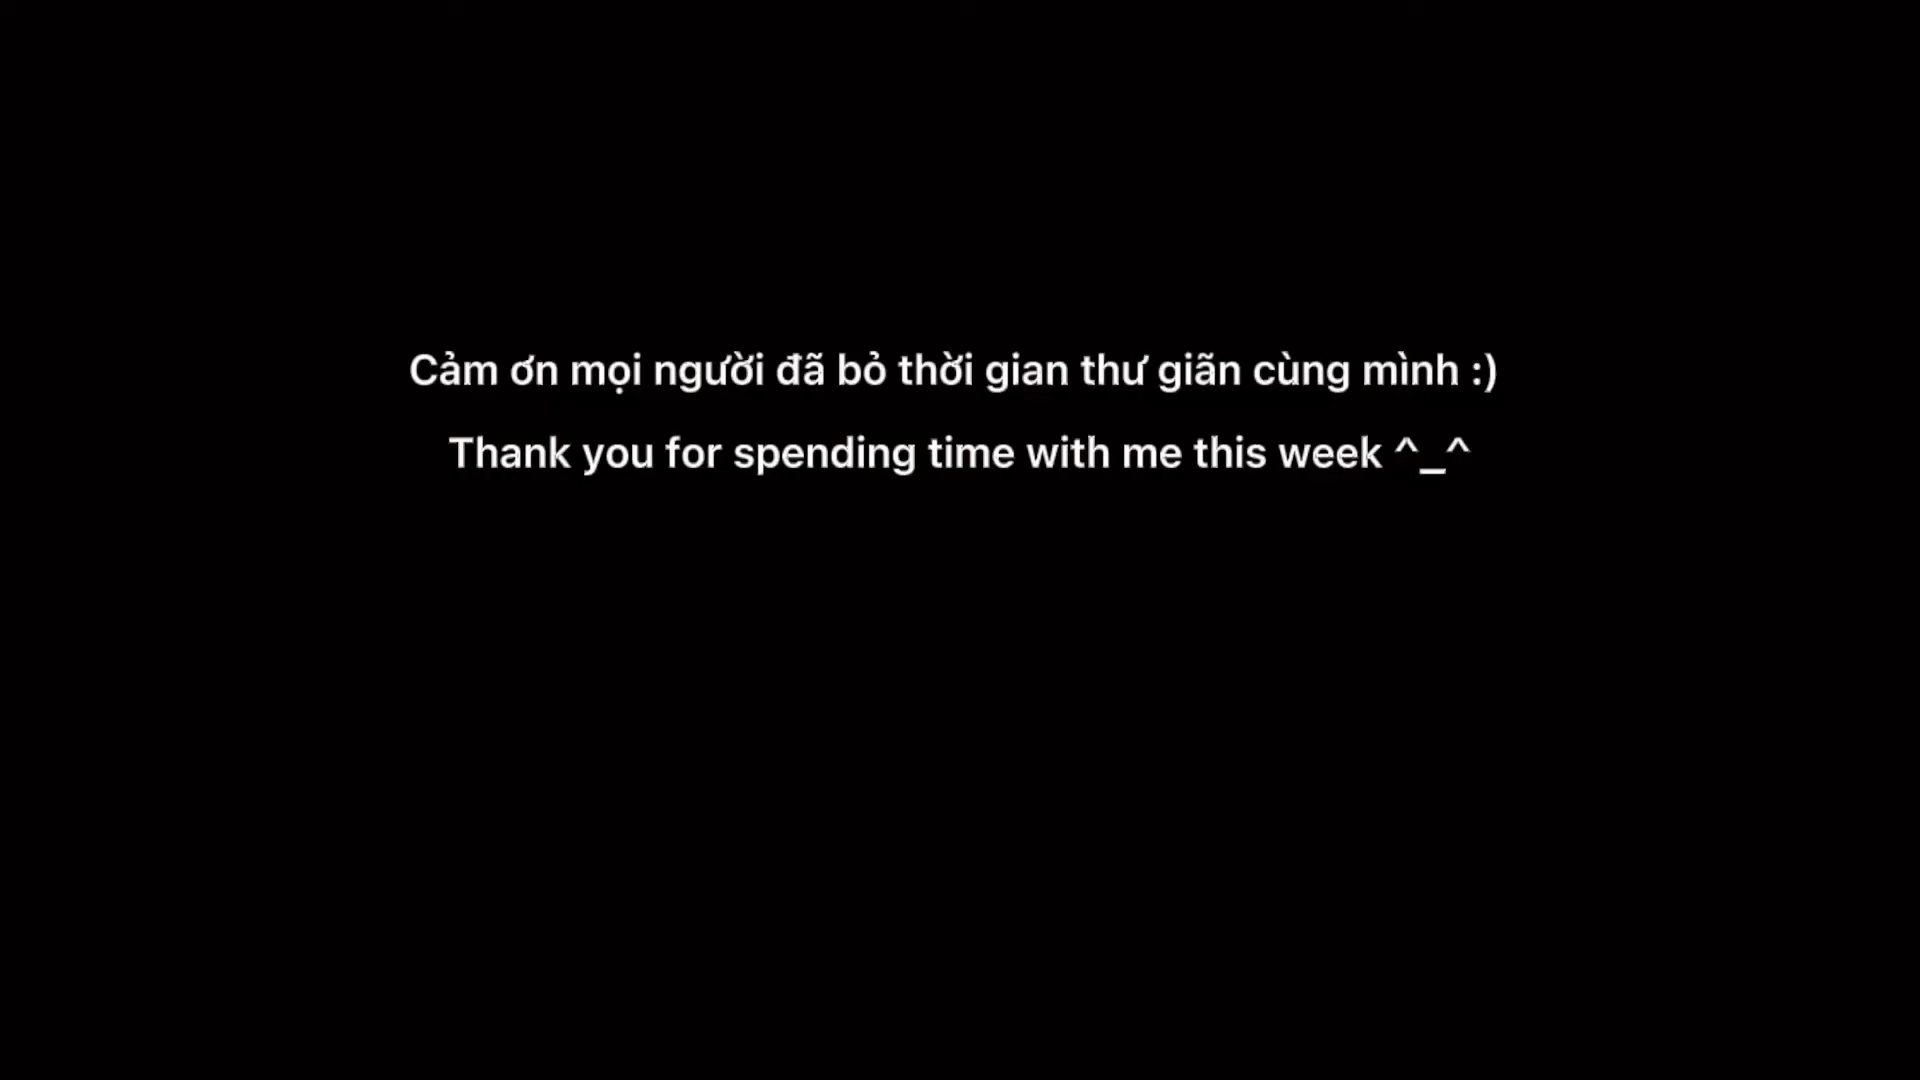 Cảm ơn mọi người đã bỏ thời gian thư giãn cùng mình :)
Thank you for spending time with me this week ^_^